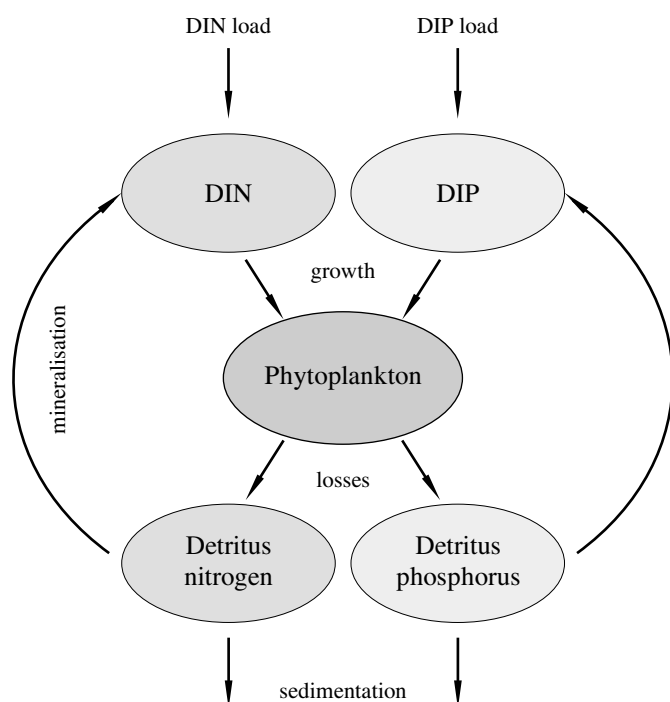 DIN load
DIP load
DIN
DIP
growth
mineralisation
Phytoplankton
losses
Detritus
nitrogen
Detritus
phosphorus
sedimentation